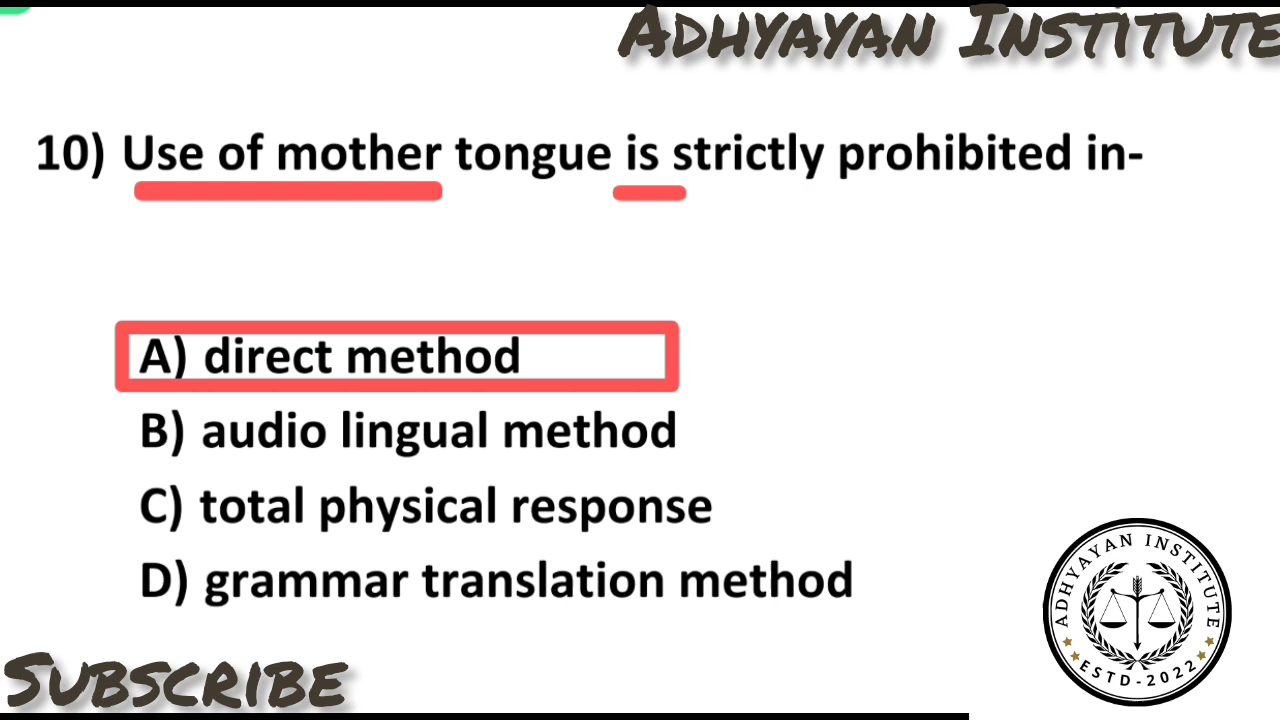 ADHYAYAN INSTITUTE
10) Use of mother tongue is strictly prohibited in-
A) direct method
B) audio lingual method
C) total physical response
D) grammar translation method
ADHYAYAN INSTITUTE
ESTD-2022
SUBSCRIBE